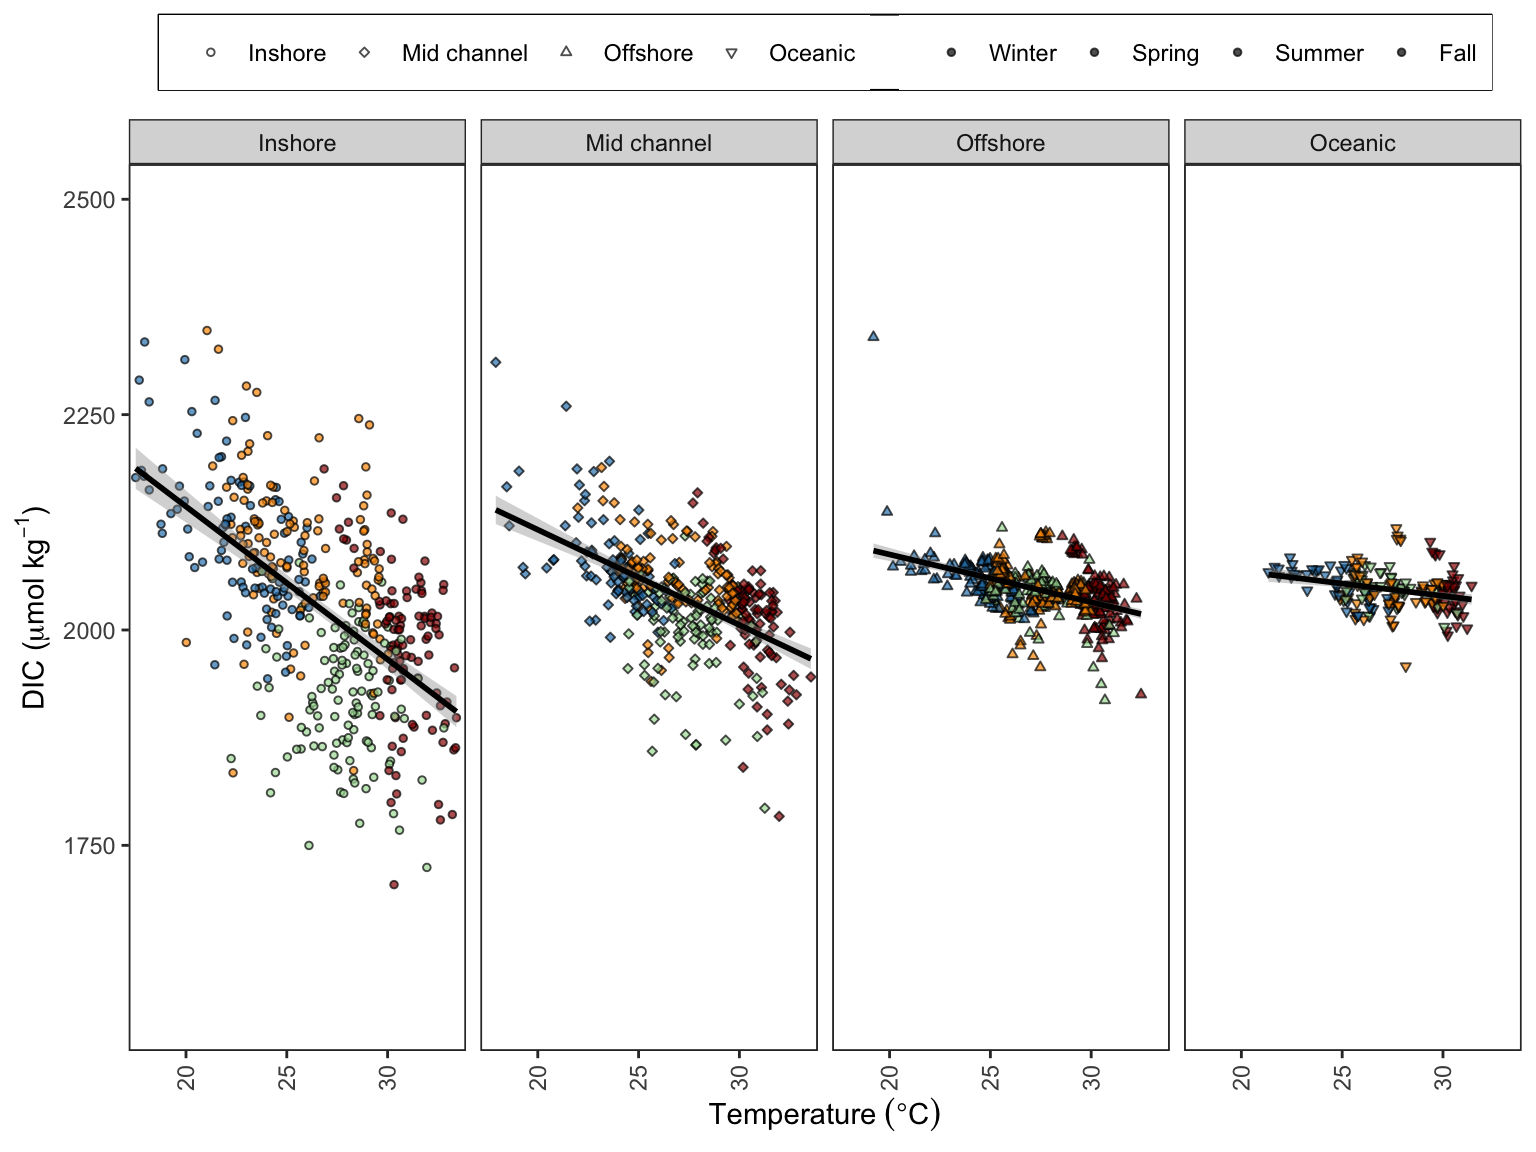 Inshore Mid channel Offshore Oceanic Winter Spring Summer Fall
Inshore Mid channel Offshore Oceanic
2500
2250
2000
1750
DIC (µmol kg⁻¹)
20 25 30 20 25 30 20 25 30 20 25 30
Temperature (°C)